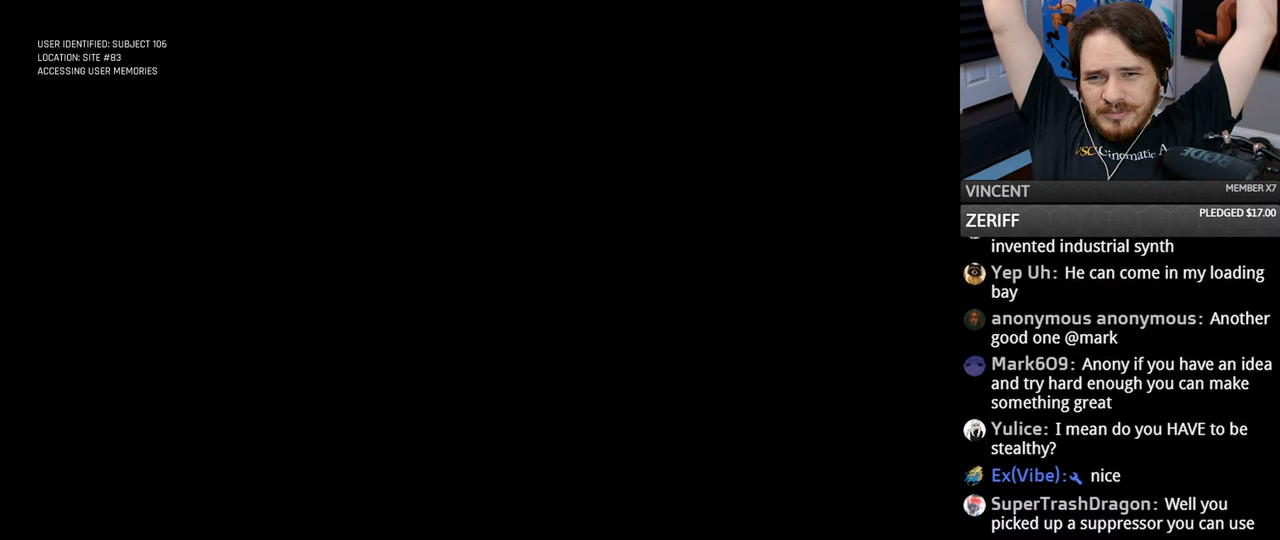 USER IDENTIFIED: SUBJECT 106
LOCATION: SITE #83
ACCESSING USER MEMORIES
USC Cinematic A
RODE
VINCENT
MEMBER X7
ZERIFF
PLEDGED $17.00
invented industrial synth
Yep Uh: He can come in my loading
bay
anonymous anonymous: Another
good one @mark
Mark609: Anony if you have an idea
and try hard enough you can make
something great
Yulice: I mean do you HAVE to be
stealthy?
Ex(Vibe): nice
SuperTrashDragon: Well you
picked up a suppressor you can use